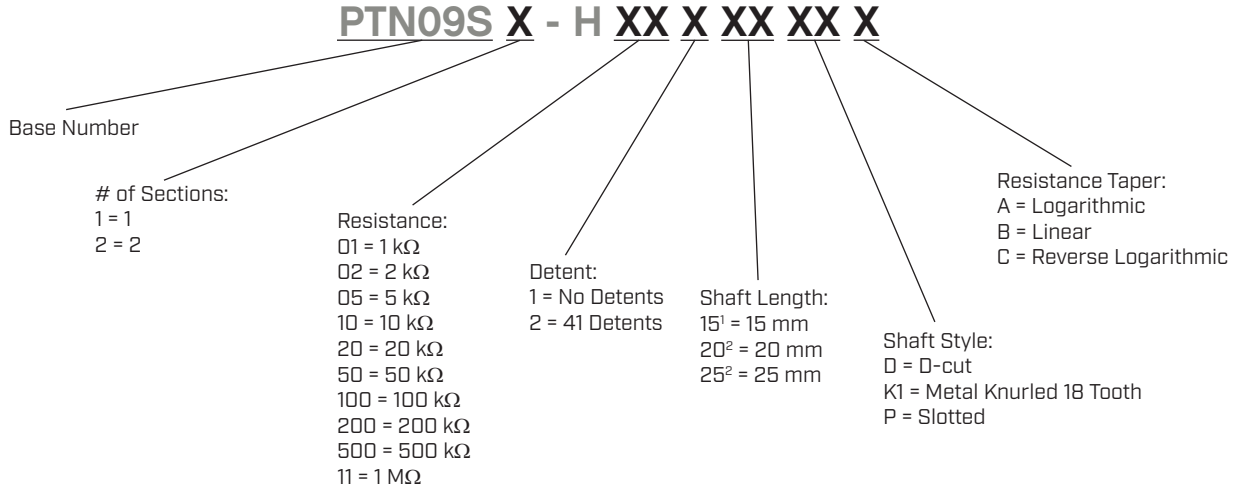 PTN09S X - H XX X XX XX X
Base Number
# of Sections:
1 = 1
2 = 2
Resistance:
01 = 1 kΩ
02 = 2 kΩ
05 = 5 kΩ
10 = 10 kΩ
20 = 20 kΩ
50 = 50 kΩ
100 = 100 kΩ
200 = 200 kΩ
500 = 500 kΩ
11 = 1 MΩ
Detent:
1 = No Detents
2 = 41 Detents
Shaft Length:
15¹ = 15 mm
20² = 20 mm
25² = 25 mm
Shaft Style:
D = D-cut
K1 = Metal Knurled 18 Tooth
P = Slotted
Resistance Taper:
A = Logarithmic
B = Linear
C = Reverse Logarithmic